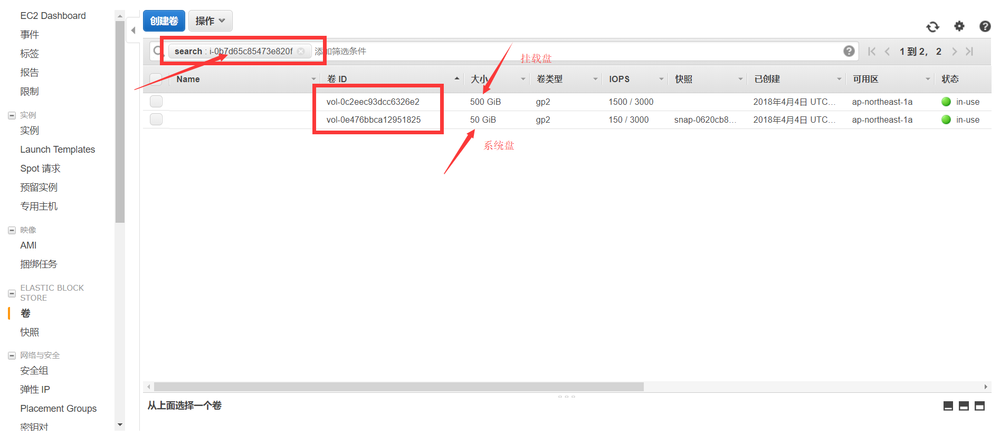 EC2 Dashboard
事件
标签
报告
限制
实例
实例
Launch Templates
Spot 请求
预留实例
专用主机
映像
AMI
捆绑任务
ELASTIC BLOCK
STORE
卷
快照
网络与安全
安全组
弹性 IP
Placement Groups
密钥对
创建卷 操作
search : i-0b7d65c85473e820f 添加筛选条件 1 到 2, 2
挂载盘
Name 卷 ID 大小 卷类型 IOPS 快照 已创建 可用区 状态
vol-0c2eec93dcc6326e2 500 GiB gp2 1500 / 3000 2018年4月4日 UTC... ap-northeast-1a in-use
vol-0e476bbca12951825 50 GiB gp2 150 / 3000 snap-0620cb8... 2018年4月4日 UTC... ap-northeast-1a in-use
系统盘
从上面选择一个卷